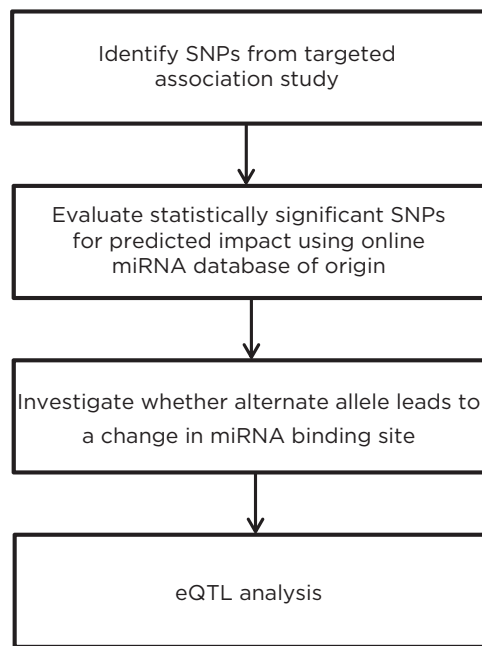 Identify SNPs from targeted
association study
Evaluate statistically significant SNPs
for predicted impact using online
miRNA database of origin
Investigate whether alternate allele leads to
a change in miRNA binding site
eQTL analysis